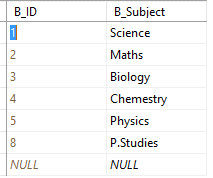 B_ID B_Subject
1 Science
2 Maths
3 Biology
4 Chemestry
5 Physics
8 P.Studies
NULL NULL